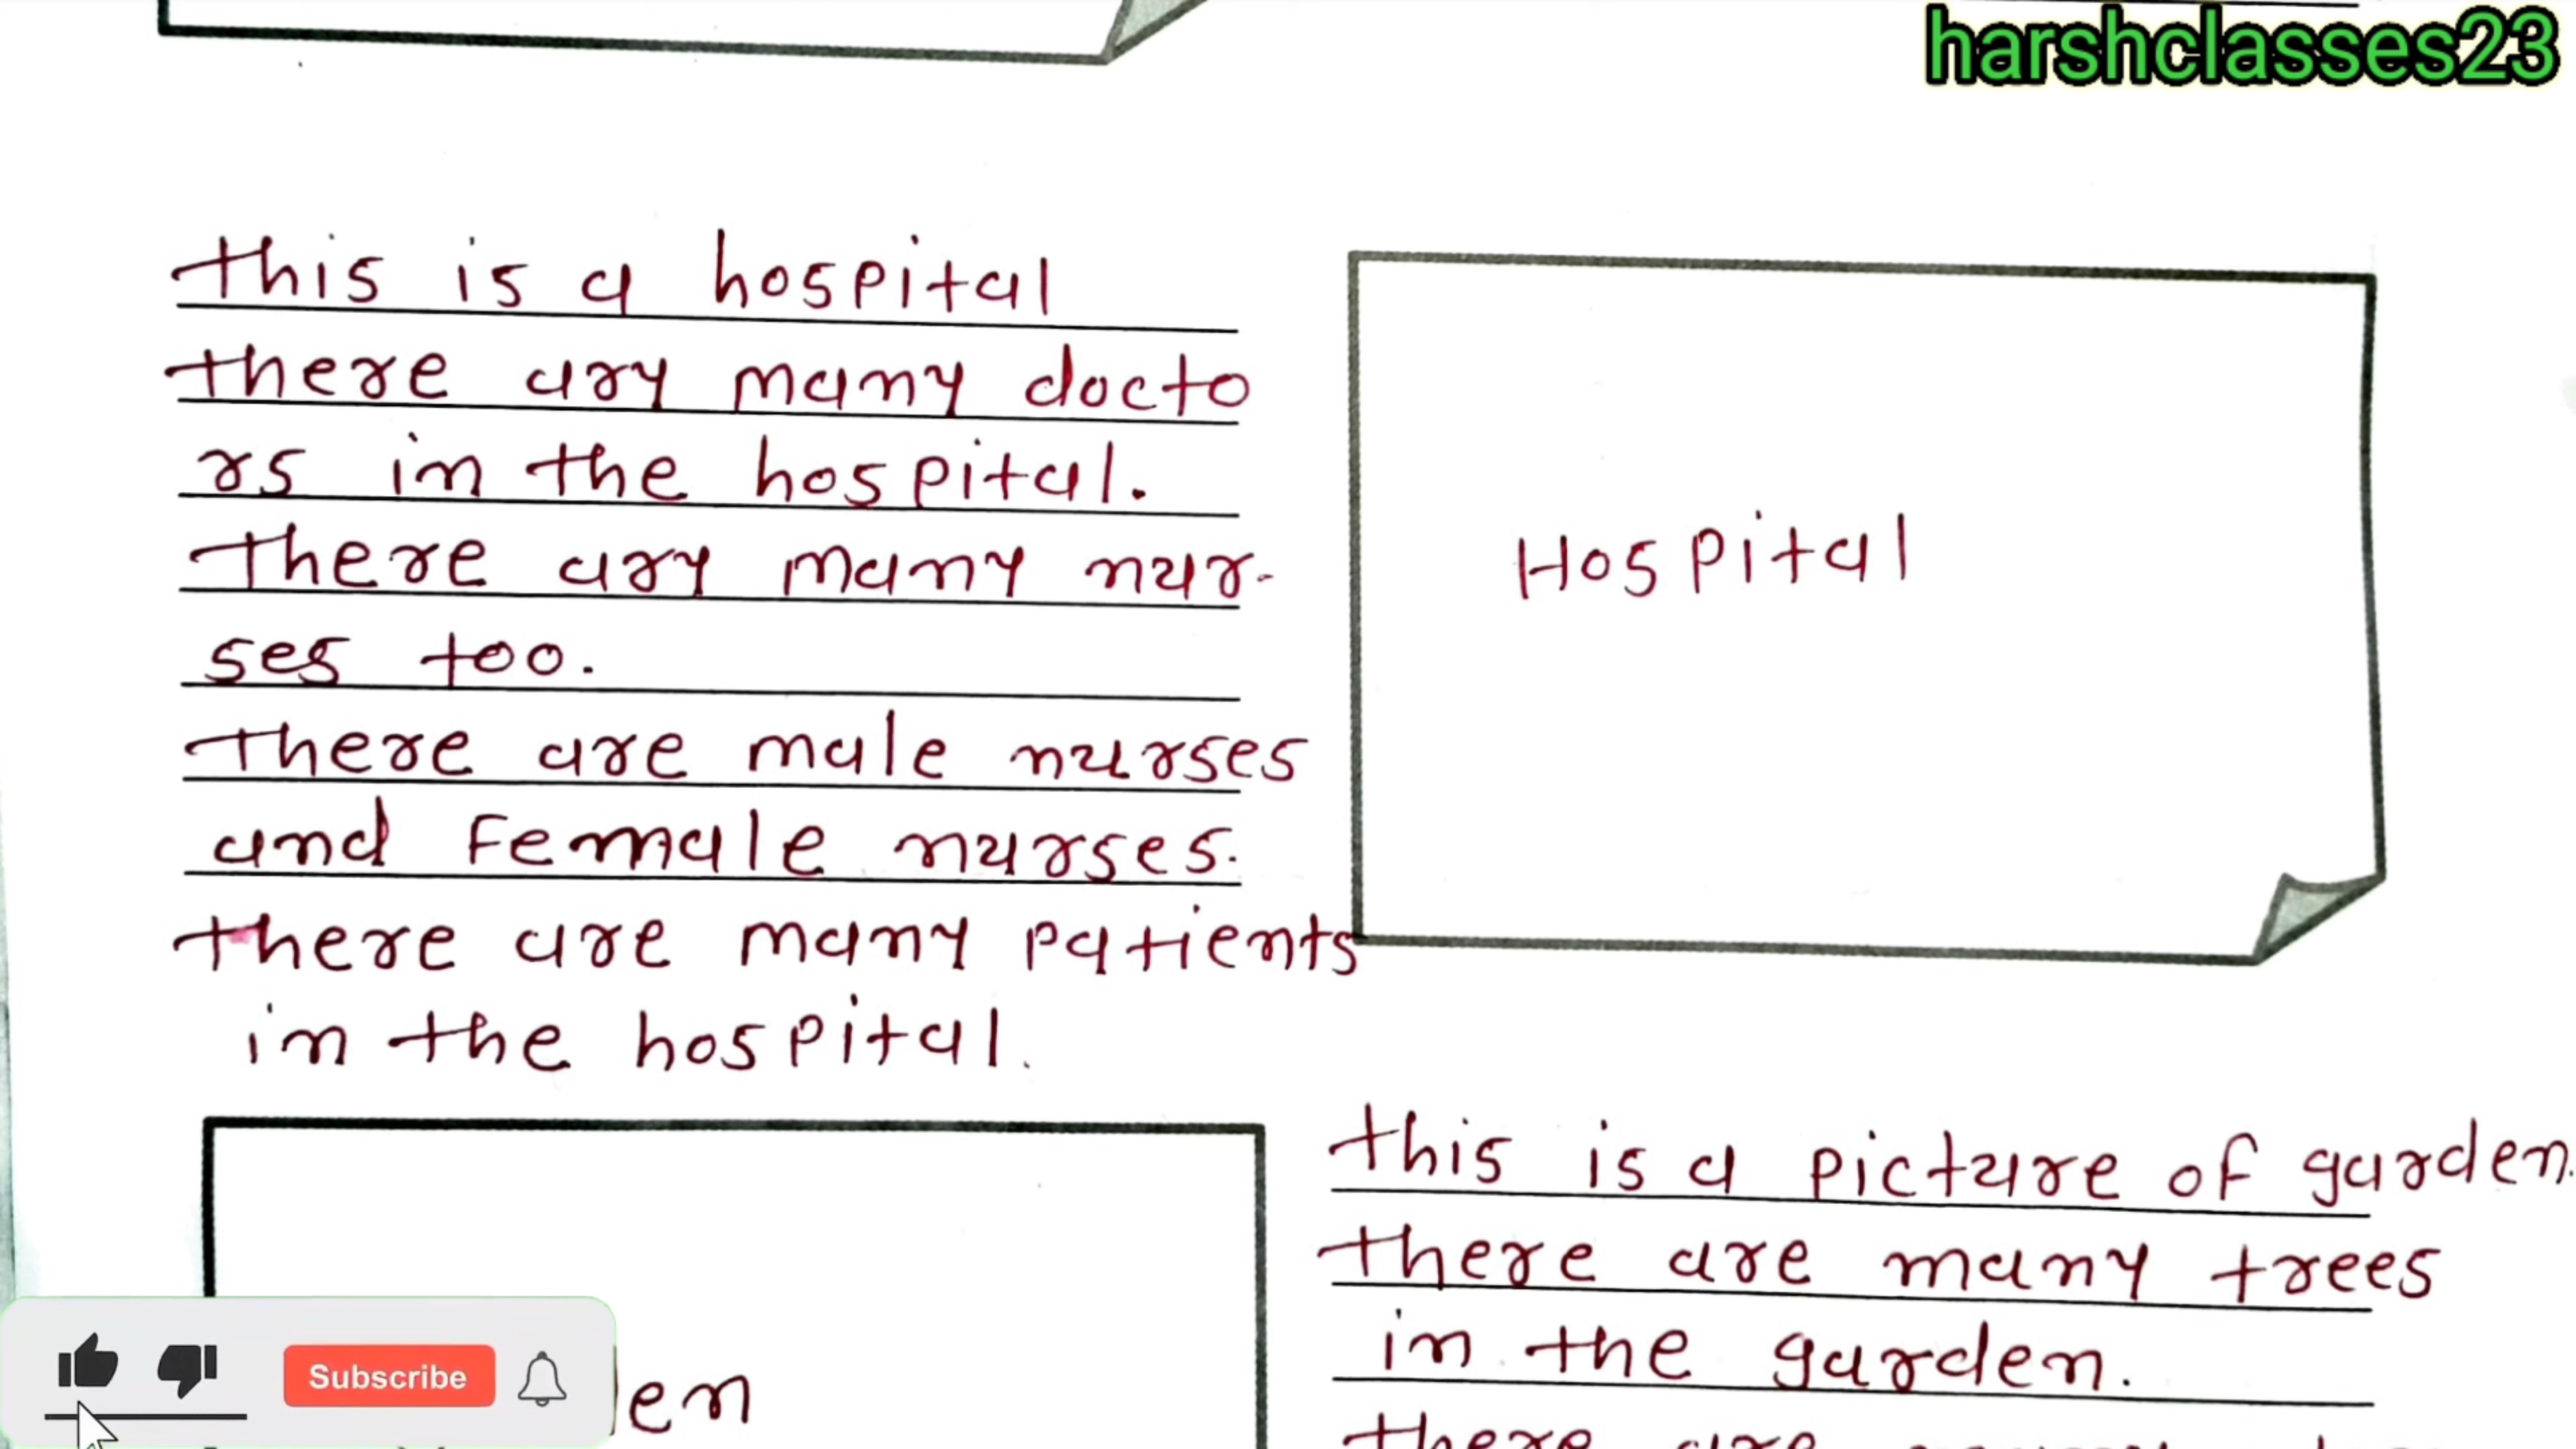 harshclasses23
this is a hospital
there ary many docto
rs in the hospital.
there ary many nur-
ses too.
there are male nurses
and Female nurses.
there are many patients
in the hospital.
Hospital
this is a picture of garden.
there are many trees
in the garden.
there are
en
Subscribe